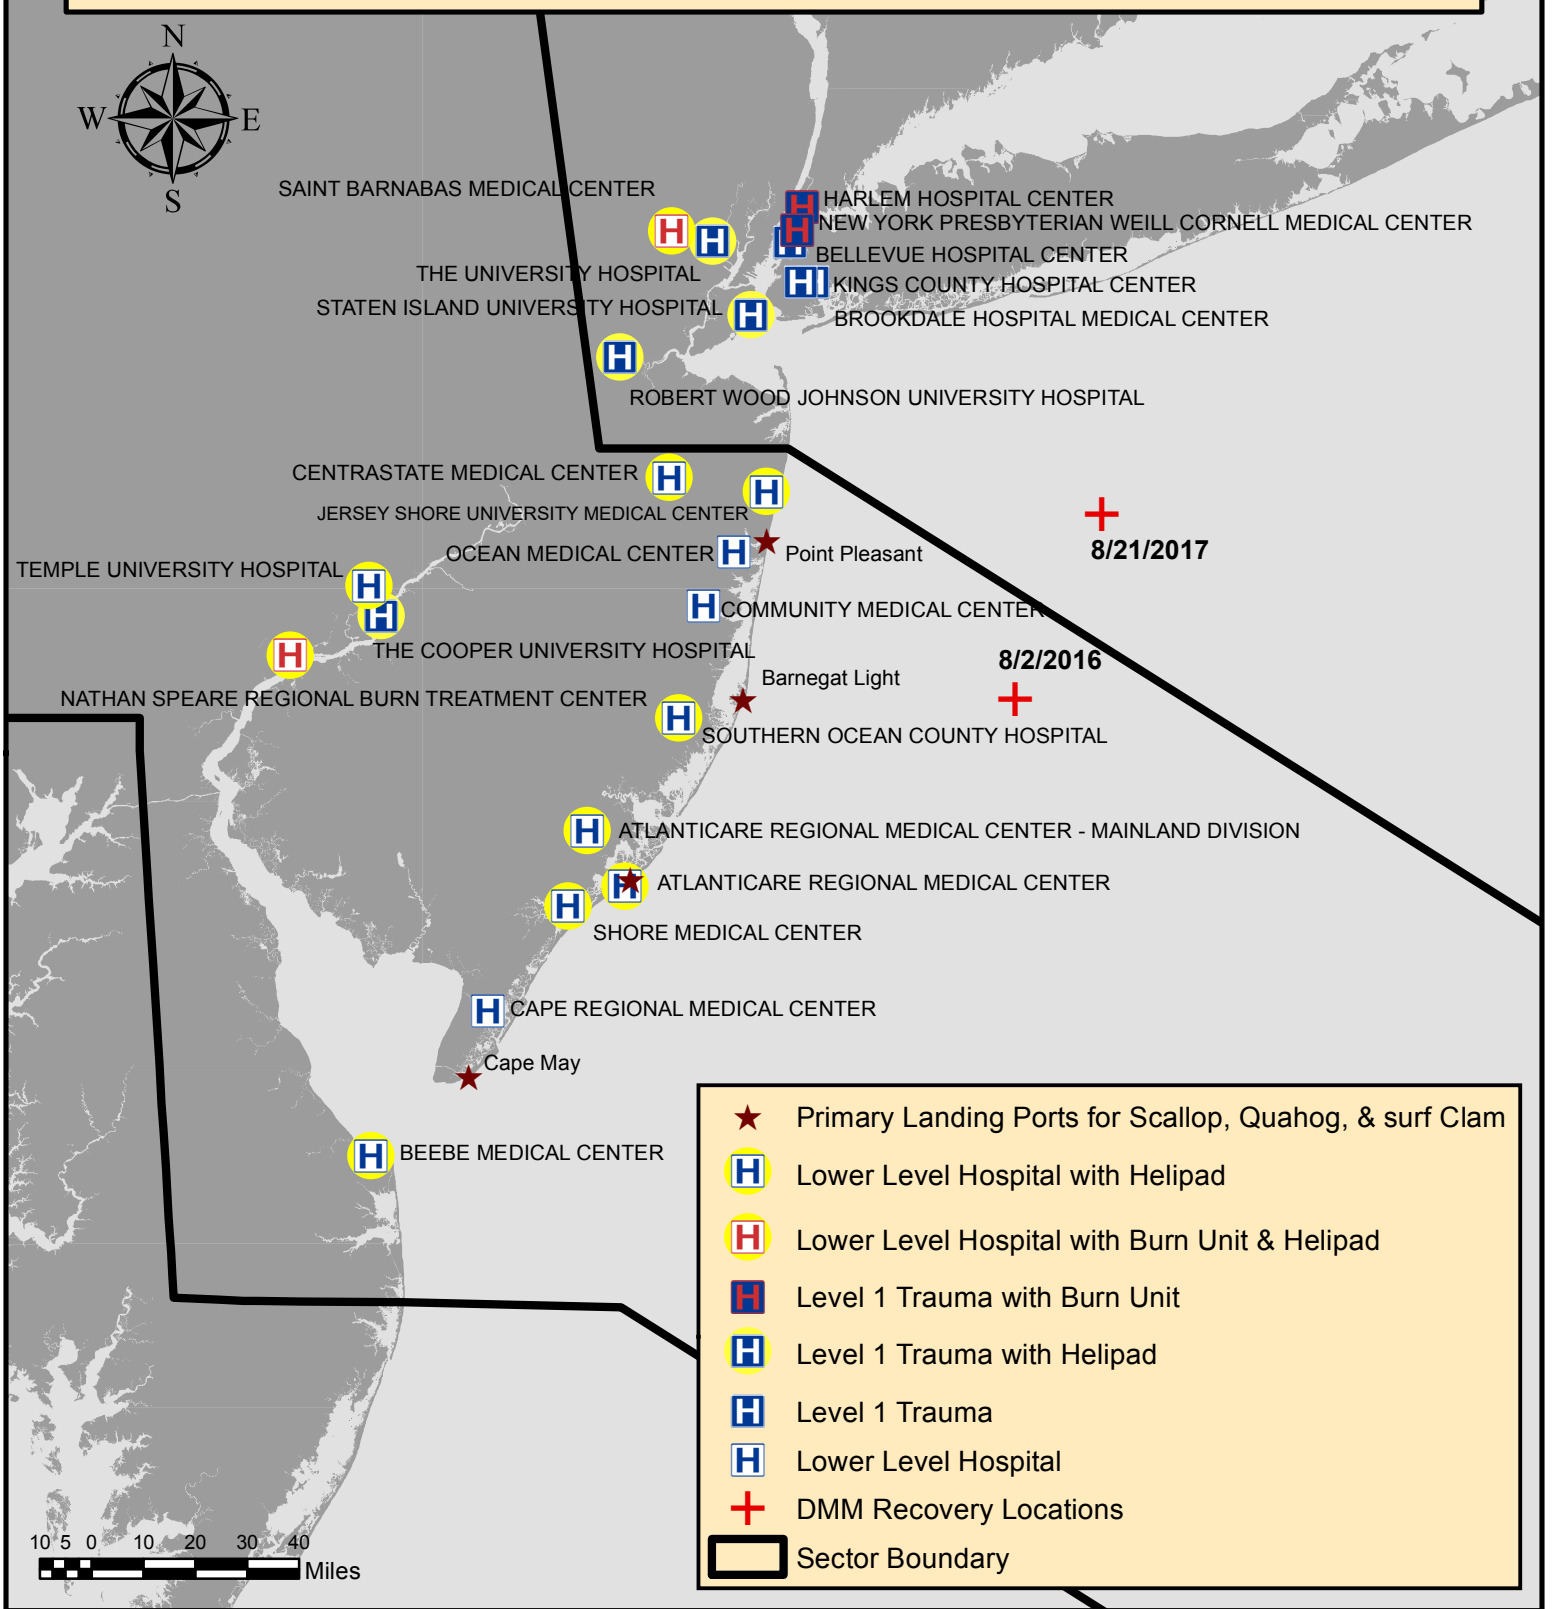 N
W
E
S
SAINT BARNABAS MEDICAL CENTER
H
H
H
HARLEM HOSPITAL CENTER
H
NEW YORK PRESBYTERIAN WEILL CORNELL MEDICAL CENTER
H
BELLEVUE HOSPITAL CENTER
THE UNIVERSITY HOSPITAL
H
KINGS COUNTY HOSPITAL CENTER
STATEN ISLAND UNIVERSITY HOSPITAL
H
BROOKDALE HOSPITAL MEDICAL CENTER
H
ROBERT WOOD JOHNSON UNIVERSITY HOSPITAL
CENTRASTATE MEDICAL CENTER
H
H
JERSEY SHORE UNIVERSITY MEDICAL CENTER
8/21/2017
OCEAN MEDICAL CENTER
H
Point Pleasant
TEMPLE UNIVERSITY HOSPITAL
H
H
COMMUNITY MEDICAL CENTER
H
THE COOPER UNIVERSITY HOSPITAL
H
8/2/2016
Barnegat Light
NATHAN SPEARE REGIONAL BURN TREATMENT CENTER
H
SOUTHERN OCEAN COUNTY HOSPITAL
H
ATLANTICARE REGIONAL MEDICAL CENTER - MAINLAND DIVISION
H
ATLANTICARE REGIONAL MEDICAL CENTER
H
SHORE MEDICAL CENTER
H
CAPE REGIONAL MEDICAL CENTER
Cape May
H
BEEBE MEDICAL CENTER
Primary Landing Ports for Scallop, Quahog, & surf Clam
H
Lower Level Hospital with Helipad
H
Lower Level Hospital with Burn Unit & Helipad
H
Level 1 Trauma with Burn Unit
H
Level 1 Trauma with Helipad
H
Level 1 Trauma
H
Lower Level Hospital
DMM Recovery Locations
Sector Boundary
10 5 0 10 20 30 40
Miles